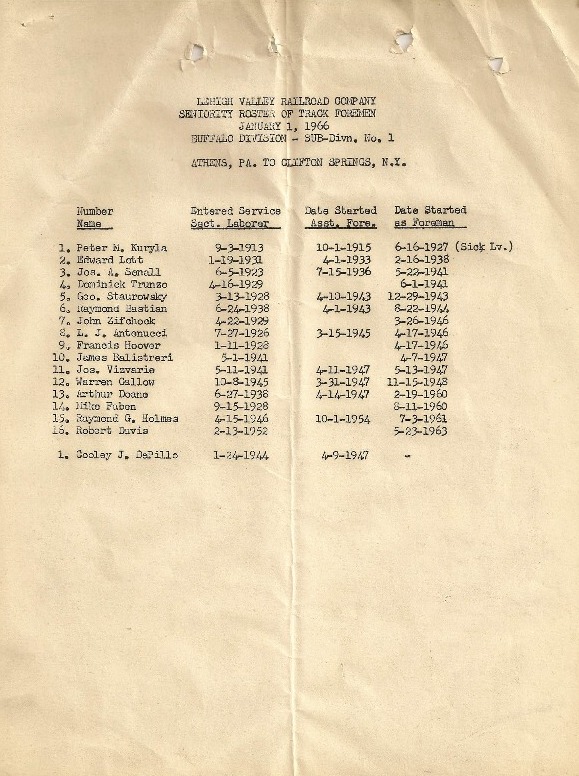 LEHIGH VALLEY RAILROAD COMPANY
SENIORITY ROSTER OF TRACK FOREMEN
JANUARY 1, 1966
BUFFALO DIVISION - SUB-Divn. No. 1
ATHENS, PA. TO CLIFTON SPRINGS, N.Y.
Number Entered Service Date Started Date Started
Name Sect. Laborer Asst. Fore. as Foreman
1. Peter M. Kuryla 9-3-1913 10-1-1915 6-16-1927 (Sick Lv.)
2. Edward Lott 1-19-1931 4-1-1933 2-16-1938
3. Jos. A. Senall 6-5-1923 7-15-1936 5-22-1941
4. Dominick Trunzo 4-16-1929 6-1-1941
5. Geo. Staurowsky 3-13-1928 4-10-1943 12-29-1943
6. Raymond Bastian 6-24-1938 4-1-1943 8-22-1944
7. John Zifchock 4-22-1929 3-26-1946
8. L. J. Antonucci 7-27-1926 3-15-1945 4-17-1946
9. Francis Hoover 1-11-1928 4-17-1946
10. James Balistreri 5-1-1941 4-7-1947
11. Jos. Vizvarie 5-11-1941 4-11-1947 5-13-1947
12. Warren Gallow 10-8-1945 3-31-1947 11-15-1948
13. Arthur Doane 6-27-1938 4-14-1947 2-19-1960
14. Mike Faben 9-15-1928 8-11-1960
15. Raymond G. Holmes 4-15-1946 10-1-1954 7-3-1961
16. Robert Davis 2-13-1952 5-23-1963
1. Cooley J. DePillo 1-24-1944 4-9-1947 -